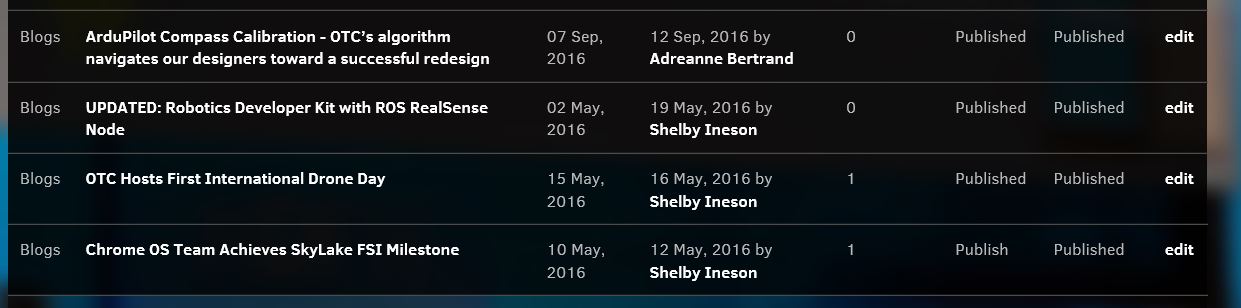 Blogs ArduPilot Compass Calibration - OTC's algorithm 07 Sep, 12 Sep, 2016 by 0 Published Published edit
navigates our designers toward a successful redesign 2016 Adreanne Bertrand
Blogs UPDATED: Robotics Developer Kit with ROS RealSense 02 May, 19 May, 2016 by 0 Published Published edit
Node 2016 Shelby Ineson
Blogs OTC Hosts First International Drone Day 15 May, 16 May, 2016 by 1 Published Published edit
2016 Shelby Ineson
Blogs Chrome OS Team Achieves SkyLake FSI Milestone 10 May, 12 May, 2016 by 1 Publish Published edit
2016 Shelby Ineson